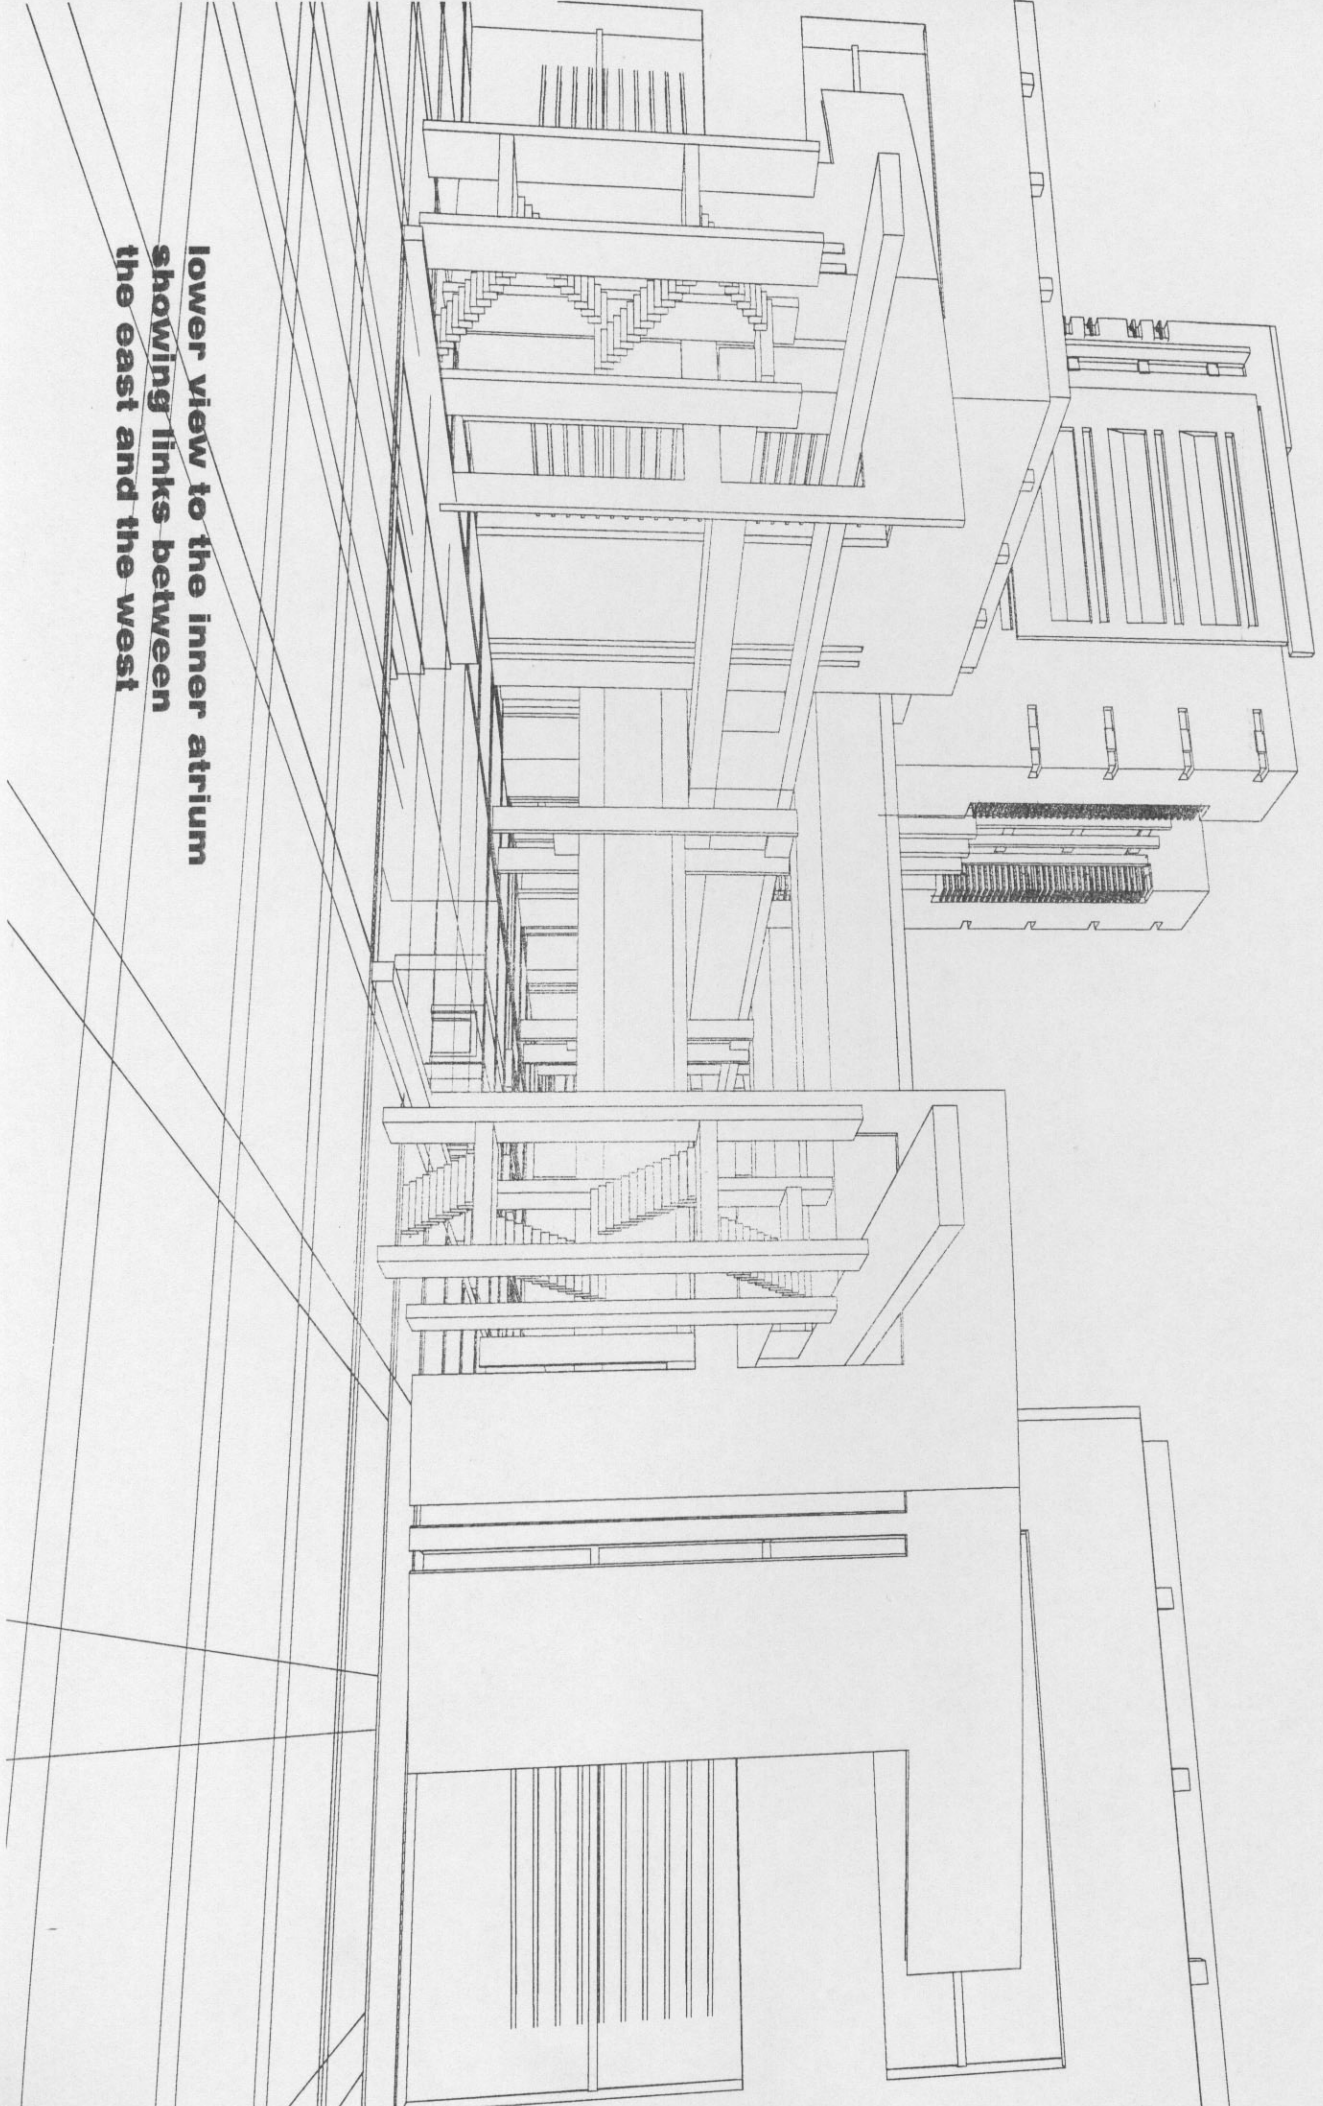 lower view to the inner atrium
showing links between
the east and the west